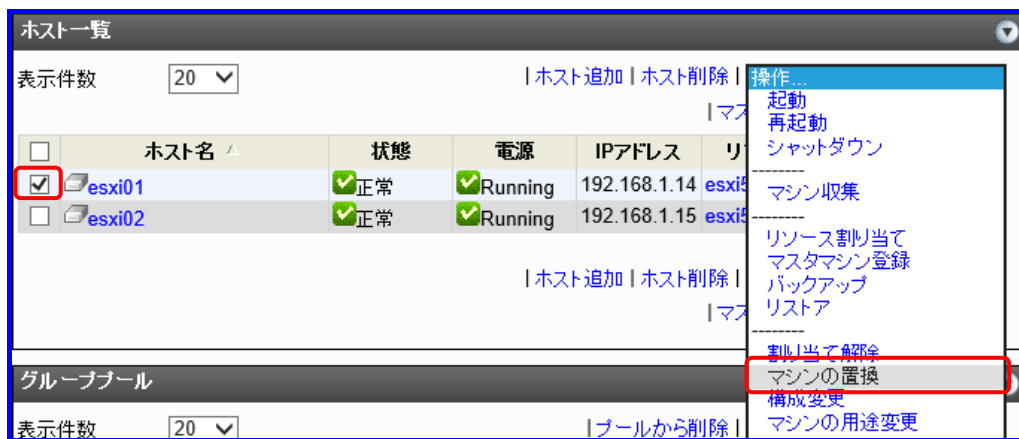 ホスト一覧
表示件数 20 |ホスト追加|ホスト削除| 操作...
|マス
起動
再起動
シャットダウン
--------
マシン収集
--------
リソース割り当て
マスタマシン登録
バックアップ
リストア
--------
割り当て解除
マシンの置換
構成変更
マシンの用途変更
ホスト名 状態 電源 IPアドレス リ
esxi01 正常 Running 192.168.1.14 esxi5
esxi02 正常 Running 192.168.1.15 esxi5
|ホスト追加|ホスト削除|
|マス
グループプール
表示件数 20 |プールから削除|